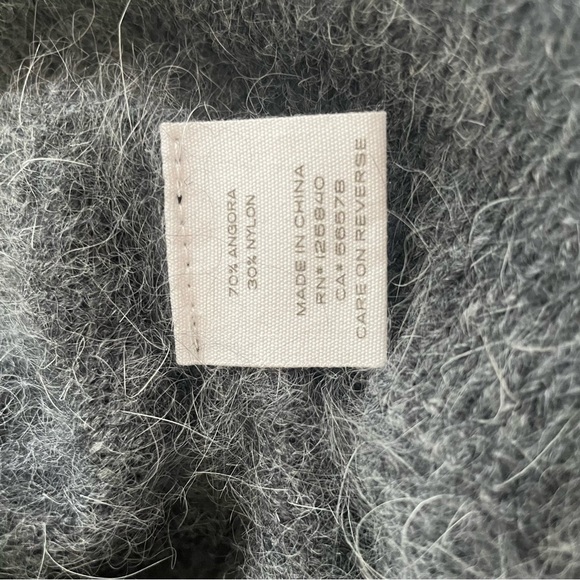 70% ANGORA
30% NYLON
MADE IN CHINA
RN# 125840
CA# 56578
CARE ON REVERSE